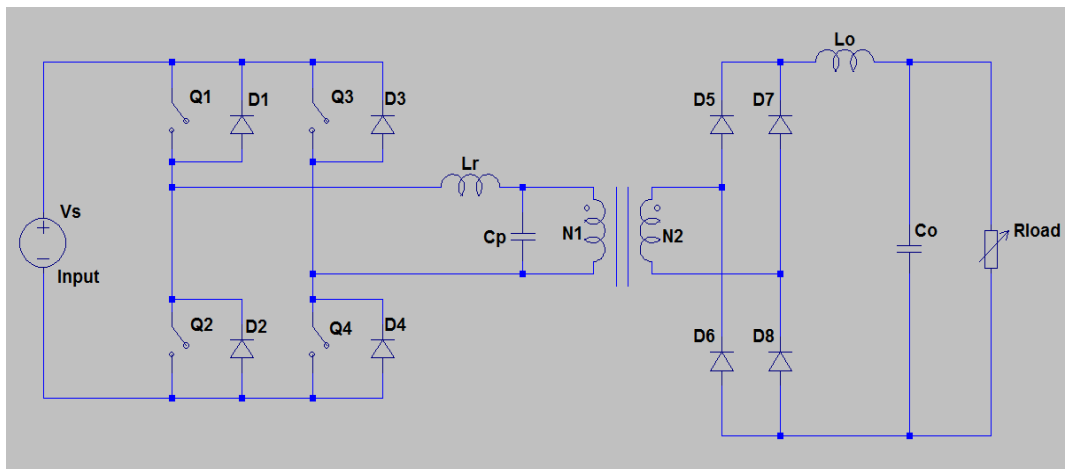 Lo
D5
D7
Q1
D1
Q3
D3
Lr
Vs
Input
Cp
N1
N2
Co
Rload
Q2
D2
Q4
D4
D6
D8